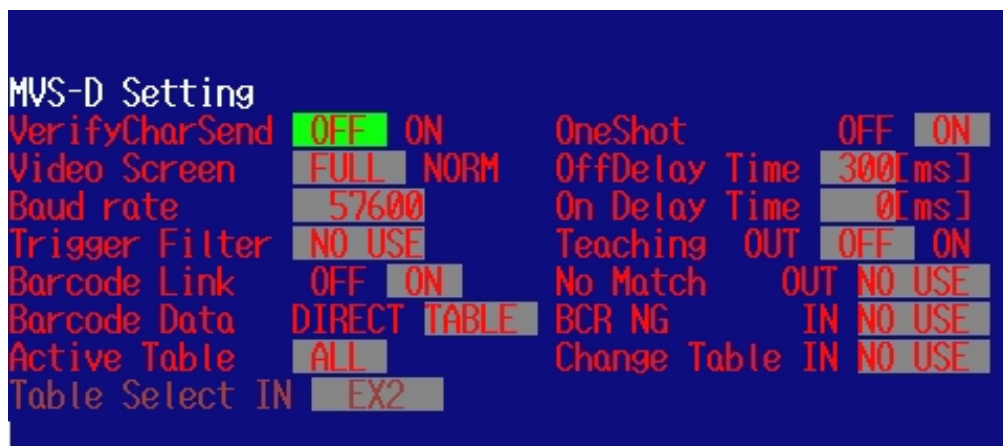 MVS-D Setting
VerifyCharSend OFF ON OneShot OFF ON
Video Screen FULL NORM OffDelay Time 300[ms]
Baud rate 57600 On Delay Time 0[ms]
Trigger Filter NO USE Teaching OUT OFF ON
Barcode Link OFF ON No Match OUT NO USE
Barcode Data DIRECT TABLE BCR NG IN NO USE
Active Table ALL Change Table IN NO USE
Table Select IN EX2